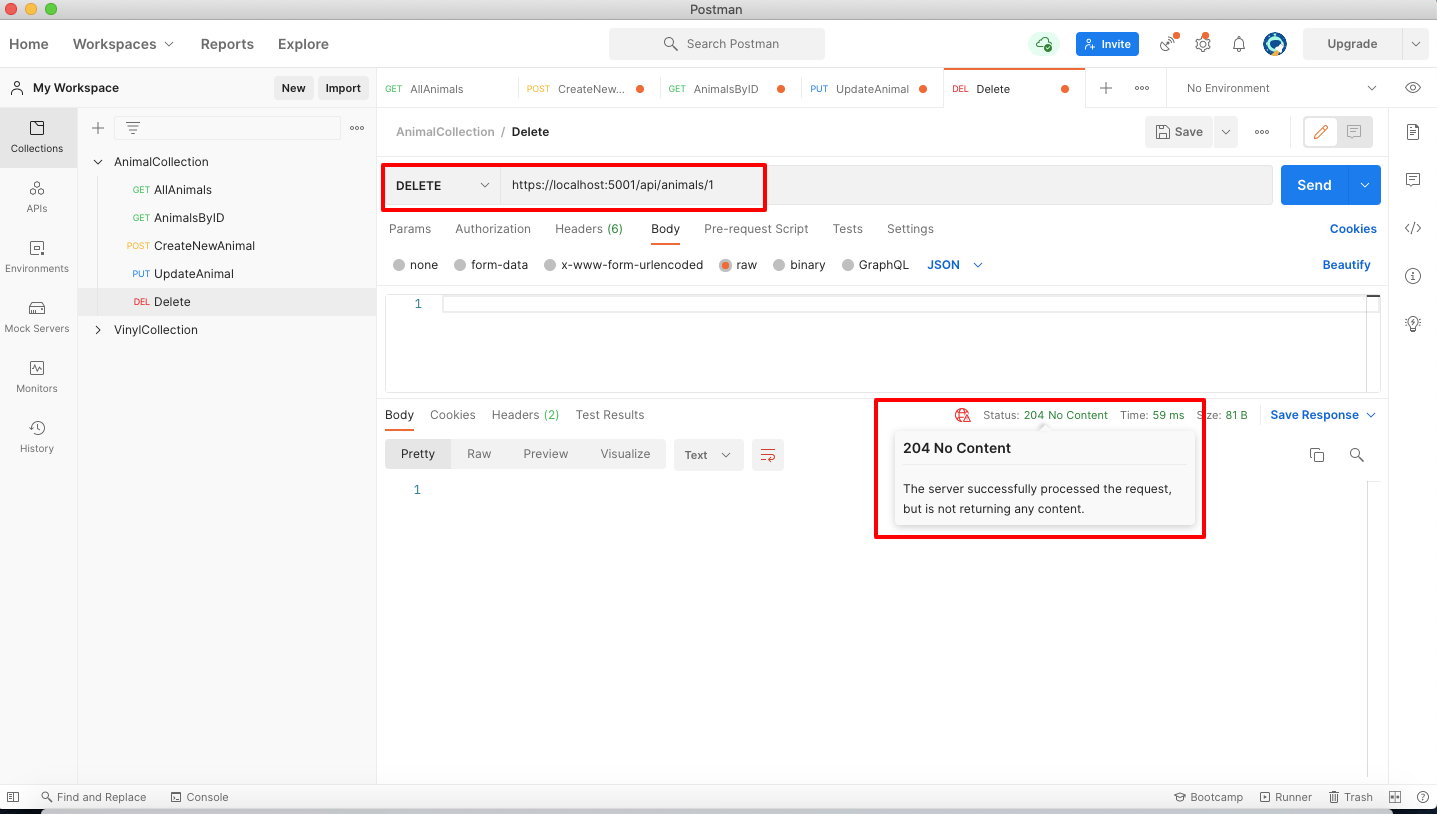 Postman
Home Workspaces Reports Explore Search Postman Invite Upgrade
My Workspace New Import GET AllAnimals POST CreateNew... GET AnimalsByID PUT UpdateAnimal DEL Delete No Environment
Collections
APIs
Environments
Mock Servers
Monitors
History
AnimalCollection
GET AllAnimals
GET AnimalsByID
POST CreateNewAnimal
PUT UpdateAnimal
DEL Delete
VinylCollection
AnimalCollection / Delete Save
DELETE https://localhost:5001/api/animals/1 Send
Params Authorization Headers (6) Body Pre-request Script Tests Settings Cookies
none form-data x-www-form-urlencoded raw binary GraphQL JSON Beautify
1
Body Cookies Headers (2) Test Results Status: 204 No Content Time: 59 ms Size: 81 B Save Response
Pretty Raw Preview Visualize Text
1
204 No Content
The server successfully processed the request,
but is not returning any content.
Find and Replace Console Bootcamp Runner Trash